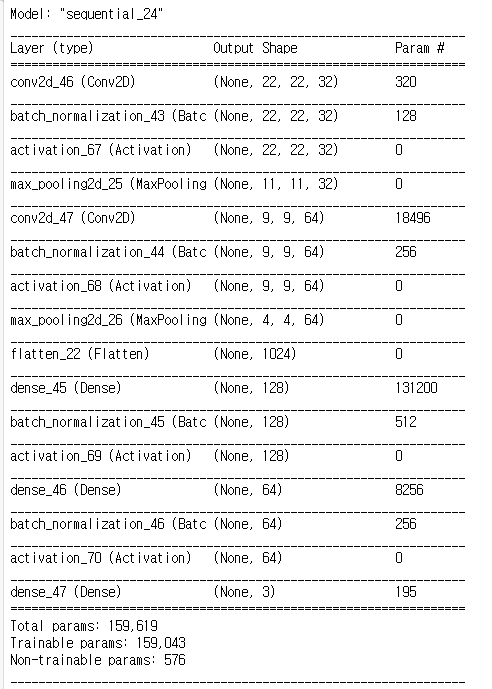 Model: "sequential_24"
Layer (type) Output Shape Param #
conv2d_46 (Conv2D) (None, 22, 22, 32) 320
batch_normalization_43 (Batc (None, 22, 22, 32) 128
activation_67 (Activation) (None, 22, 22, 32) 0
max_pooling2d_25 (MaxPooling (None, 11, 11, 32) 0
conv2d_47 (Conv2D) (None, 9, 9, 64) 18496
batch_normalization_44 (Batc (None, 9, 9, 64) 256
activation_68 (Activation) (None, 9, 9, 64) 0
max_pooling2d_26 (MaxPooling (None, 4, 4, 64) 0
flatten_22 (Flatten) (None, 1024) 0
dense_45 (Dense) (None, 128) 131200
batch_normalization_45 (Batc (None, 128) 512
activation_69 (Activation) (None, 128) 0
dense_46 (Dense) (None, 64) 8256
batch_normalization_46 (Batc (None, 64) 256
activation_70 (Activation) (None, 64) 0
dense_47 (Dense) (None, 3) 195
Total params: 159,619
Trainable params: 159,043
Non-trainable params: 576